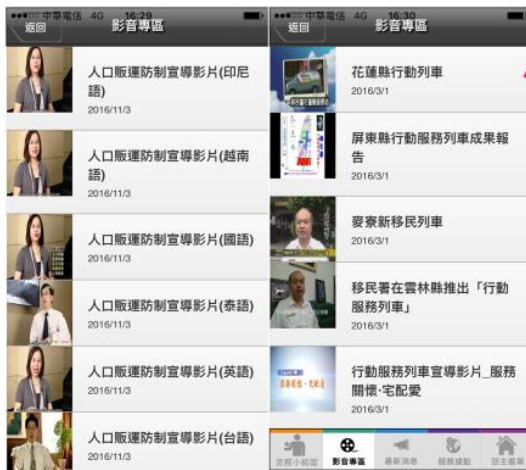 中華電信 4G 16:29
返回 影音專區
人口販運防制宣導影片(印尼
語)
2016/11/3
人口販運防制宣導影片(越南
語)
2016/11/3
人口販運防制宣導影片(國語)
2016/11/3
人口販運防制宣導影片(泰語)
2016/11/3
人口販運防制宣導影片(英語)
2016/11/3
人口販運防制宣導影片(台語)
2016/11/3
中華電信 4G 16:30
返回 影音專區
花蓮縣行動列車
2016/3/1
屏東縣行動服務列車成果報
告
2016/3/1
麥寮新移民列車
2016/3/1
移民署在雲林縣推出「行動
服務列車」
2016/3/1
行動服務列車宣導影片_服務
關懷·宅配愛
2016/3/1
影音專區 最新消息 服務據點 回主選單